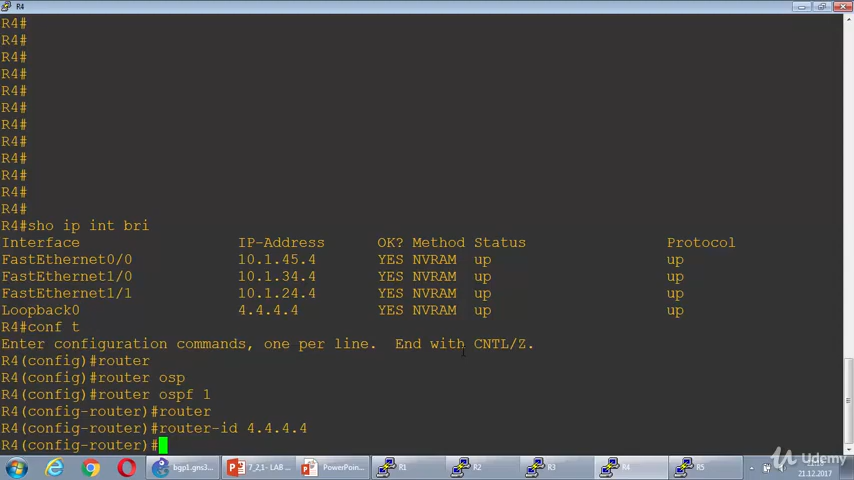 R4
R4#
R4#
R4#
R4#
R4#
R4#
R4#
R4#
R4#
R4#
R4#
R4#
R4#sho ip int bri
Interface IP-Address OK? Method Status Protocol
FastEthernet0/0 10.1.45.4 YES NVRAM up up
FastEthernet1/0 10.1.34.4 YES NVRAM up up
FastEthernet1/1 10.1.24.4 YES NVRAM up up
Loopback0 4.4.4.4 YES NVRAM up up
R4#conf t
Enter configuration commands, one per line. End with CNTL/Z.
R4(config)#router
R4(config)#router osp
R4(config)#router ospf 1
R4(config-router)#router
R4(config-router)#router-id 4.4.4.4
R4(config-router)#
bgp1.gns3... 7_2_1- LAB ... PowerPoin... R1 R2 R3 R4 R5
Udemy
21.12.2017